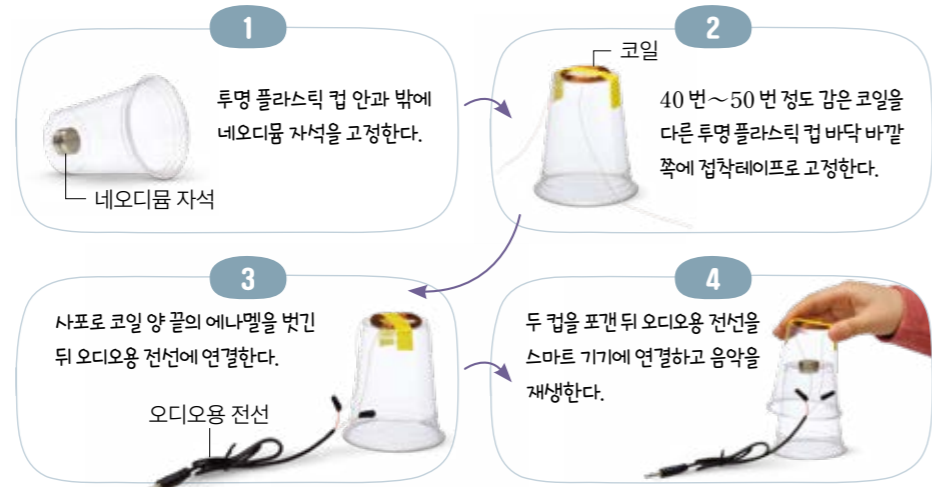 1
투명 플라스틱 컵 안과 밖에
네오디뮴 자석을 고정한다.
네오디뮴 자석
2
코일
40번~50번 정도 감은 코일을
다른 투명 플라스틱 컵 바닥 바깥
쪽에 접착테이프로 고정한다.
3
사포로 코일 양 끝의 에나멜을 벗긴
뒤 오디오용 전선에 연결한다.
오디오용 전선
4
두 컵을 포갠 뒤 오디오용 전선을
스마트 기기에 연결하고 음악을
재생한다.